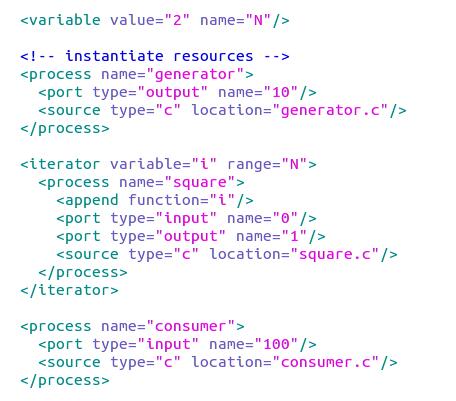 <variable value="2" name="N"/>
<!-- instantiate resources -->
<process name="generator">
<port type="output" name="10"/>
<source type="c" location="generator.c"/>
</process>
<iterator variable="i" range="N">
<process name="square">
<append function="i"/>
<port type="input" name="0"/>
<port type="output" name="1"/>
<source type="c" location="square.c"/>
</process>
</iterator>
<process name="consumer">
<port type="input" name="100"/>
<source type="c" location="consumer.c"/>
</process>